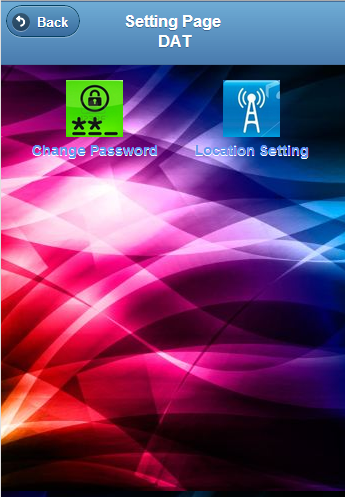 Back
Setting Page
DAT
Change Password
Location Setting